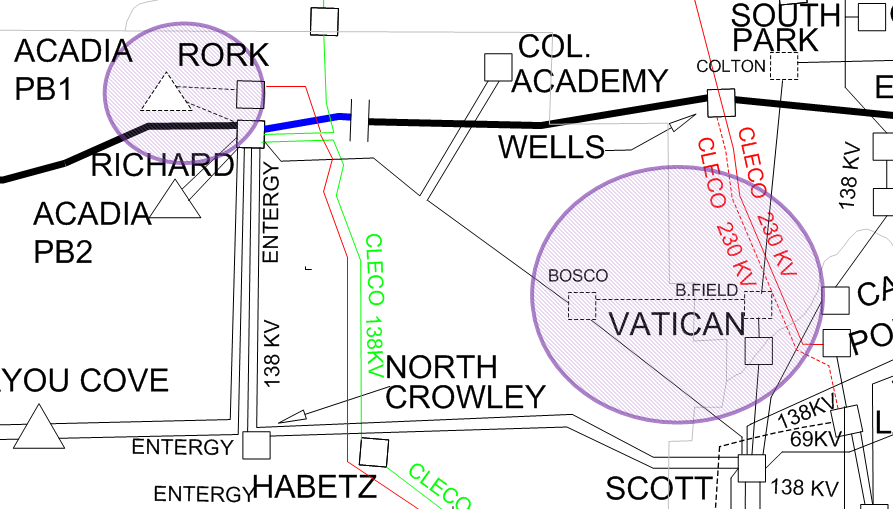 SOUTH
PARK
ACADIA
PB1
RORK
COL.
ACADEMY
COLTON
E
WELLS
RICHARD
ACADIA
PB2
ENTERGY
CLECO
CLECO
138 KV
230 KV
230 KV
CLECO 138KV
BOSCO
B.FIELD
VATICAN
CA
PO
138 KV
NORTH
CROWLEY
YOU COVE
138KV
69KV
L
ENTERGY
HABETZ
ENTERGY
CLECO
SCOTT
138 KV